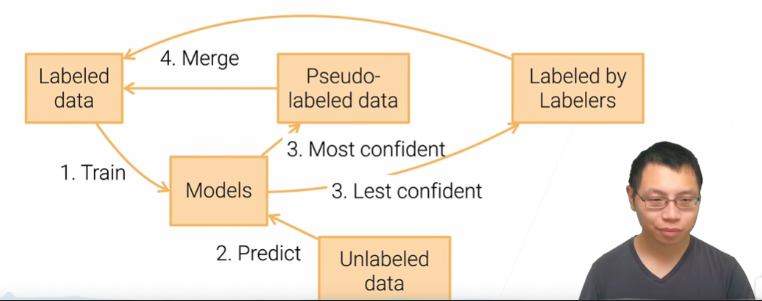 4. Merge
Labeled
data
Pseudo-
labeled data
Labeled by
Labelers
3. Most confident
1. Train
Models
3. Lest confident
2. Predict
Unlabeled
data